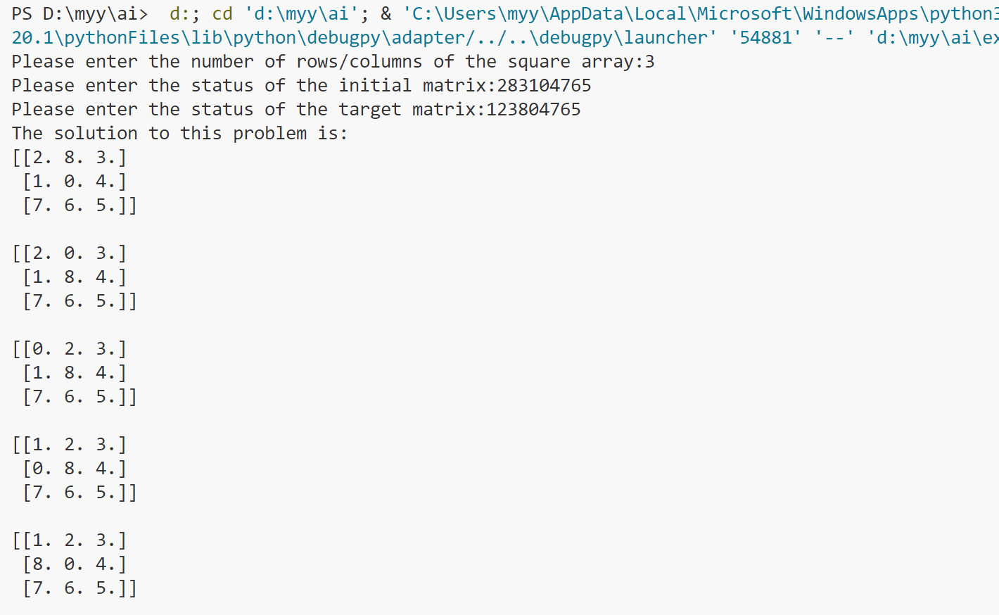 PS D:\myy\ai>  d:; cd 'd:\myy\ai'; & 'C:\Users\myy\AppData\Local\Microsoft\WindowsApps\python3
20.1\pythonFiles\lib\python\debugpy\adapter/../..\debugpy\launcher' '54881' '--' 'd:\myy\ai\ex
Please enter the number of rows/columns of the square array:3
Please enter the status of the initial matrix:283104765
Please enter the status of the target matrix:123804765
The solution to this problem is:
[[2. 8. 3.]
 [1. 0. 4.]
 [7. 6. 5.]]
[[2. 0. 3.]
 [1. 8. 4.]
 [7. 6. 5.]]
[[0. 2. 3.]
 [1. 8. 4.]
 [7. 6. 5.]]
[[1. 2. 3.]
 [0. 8. 4.]
 [7. 6. 5.]]
[[1. 2. 3.]
 [8. 0. 4.]
 [7. 6. 5.]]